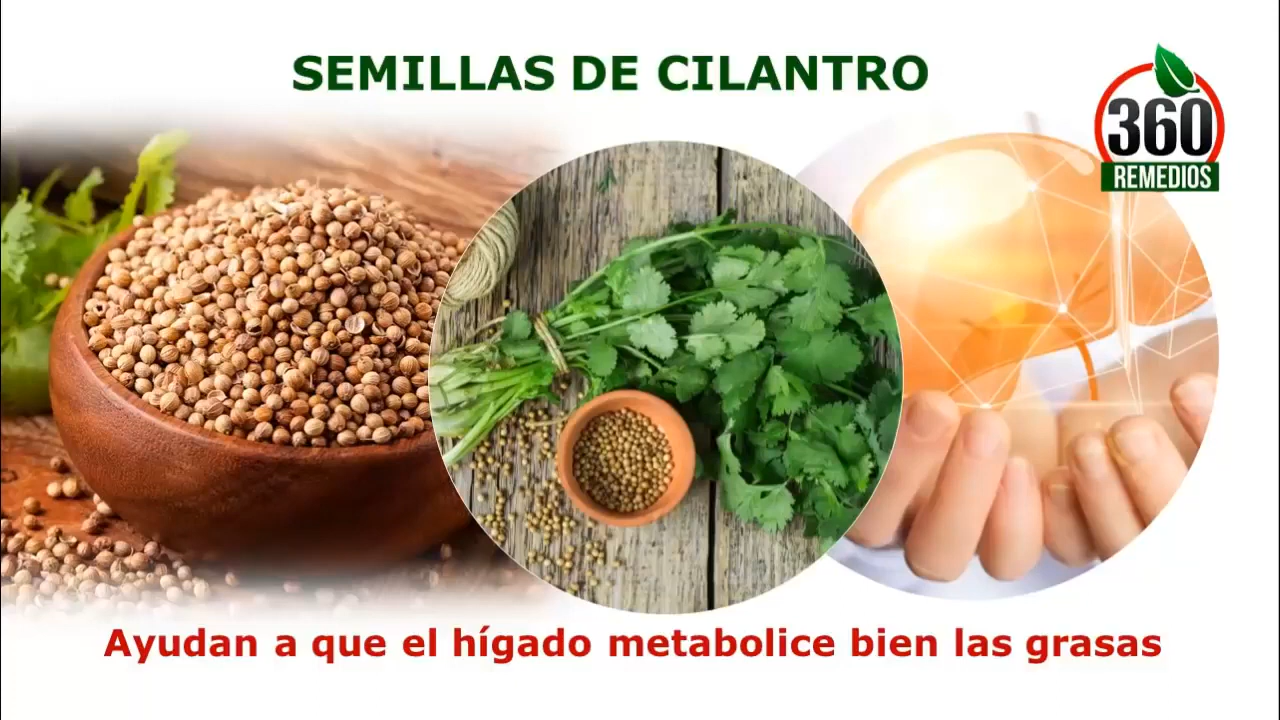 SEMILLAS DE CILANTRO
360
REMEDIOS
Ayudan a que el hígado metabolice bien las grasas